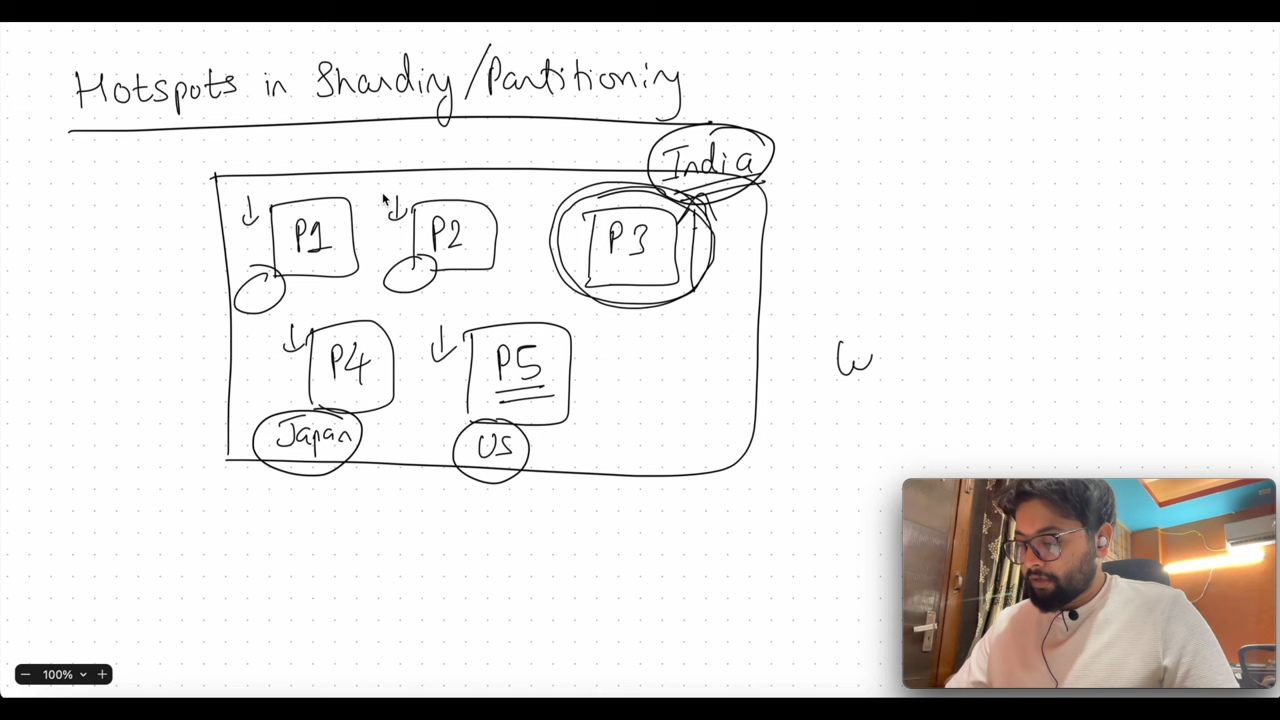 Hotspots in Sharding/Partitioning
India
P1 P2 P3
P4 P5
Japan US
W
100%